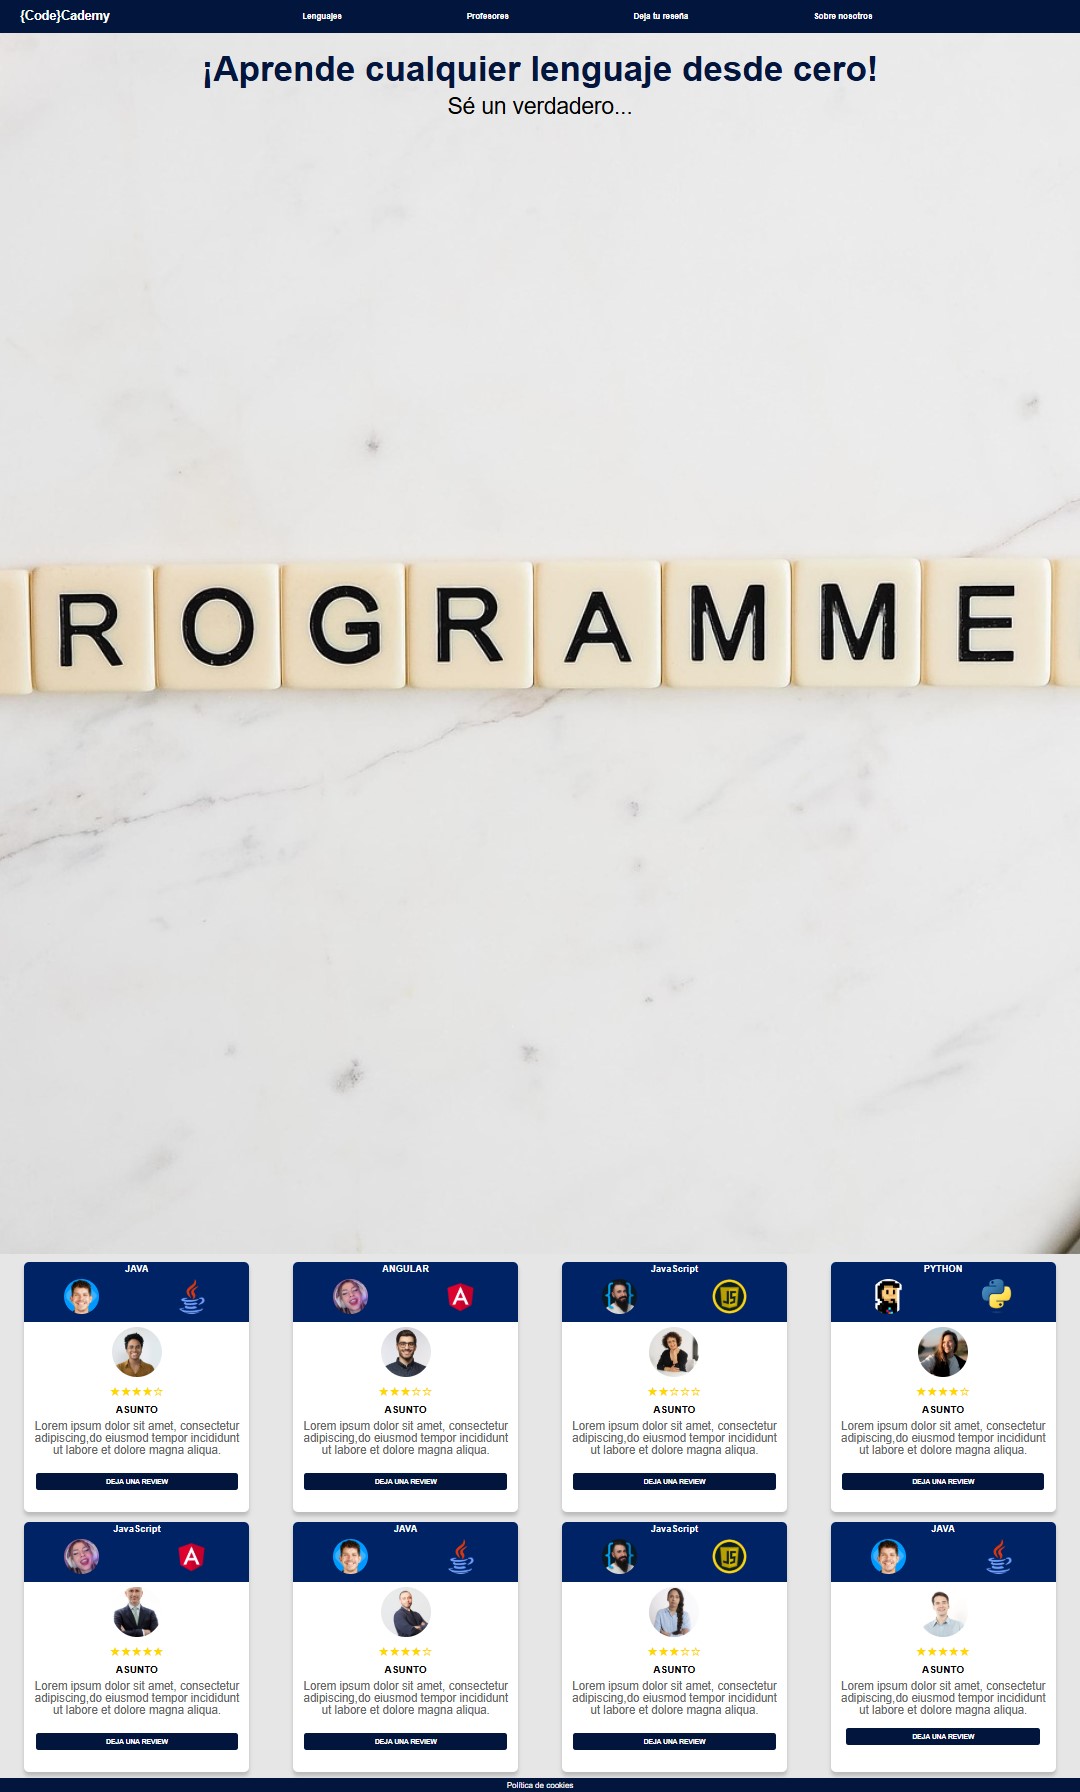 {Code}Cademy
Lenguajes
Profesores
Deja tu reseña
Sobre nosotros
¡Aprende cualquier lenguaje desde cero!
Sé un verdadero...
ROGRAMME
JAVA
ANGULAR
JavaScript
PYTHON
JS
★★★★☆
ASUNTO
Lorem ipsum dolor sit amet, consectetur
adipiscing,do eiusmod tempor incididunt
ut labore et dolore magna aliqua.
DEJA UNA REVIEW
★★★☆☆
ASUNTO
Lorem ipsum dolor sit amet, consectetur
adipiscing,do eiusmod tempor incididunt
ut labore et dolore magna aliqua.
DEJA UNA REVIEW
★★☆☆☆
ASUNTO
Lorem ipsum dolor sit amet, consectetur
adipiscing,do eiusmod tempor incididunt
ut labore et dolore magna aliqua.
DEJA UNA REVIEW
★★★★☆
ASUNTO
Lorem ipsum dolor sit amet, consectetur
adipiscing,do eiusmod tempor incididunt
ut labore et dolore magna aliqua.
DEJA UNA REVIEW
JavaScript
A
★★★★★
ASUNTO
Lorem ipsum dolor sit amet, consectetur
adipiscing,do eiusmod tempor incididunt
ut labore et dolore magna aliqua.
DEJA UNA REVIEW
JAVA
★★★★☆
ASUNTO
Lorem ipsum dolor sit amet, consectetur
adipiscing,do eiusmod tempor incididunt
ut labore et dolore magna aliqua.
DEJA UNA REVIEW
JavaScript
JS
★★★☆☆
ASUNTO
Lorem ipsum dolor sit amet, consectetur
adipiscing,do eiusmod tempor incididunt
ut labore et dolore magna aliqua.
DEJA UNA REVIEW
JAVA
★★★★★
ASUNTO
Lorem ipsum dolor sit amet, consectetur
adipiscing,do eiusmod tempor incididunt
ut labore et dolore magna aliqua.
DEJA UNA REVIEW
Política de cookies